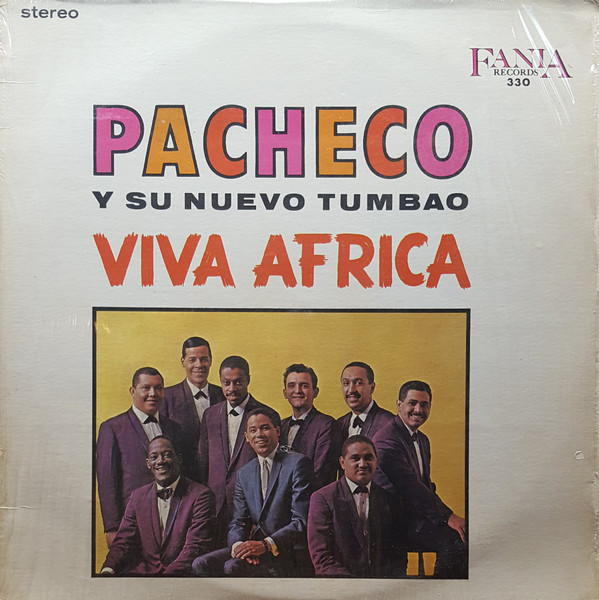 stereo
FANIA
RECORDS
330
PACHECO
Y SU NUEVO TUMBAO
VIVA AFRICA